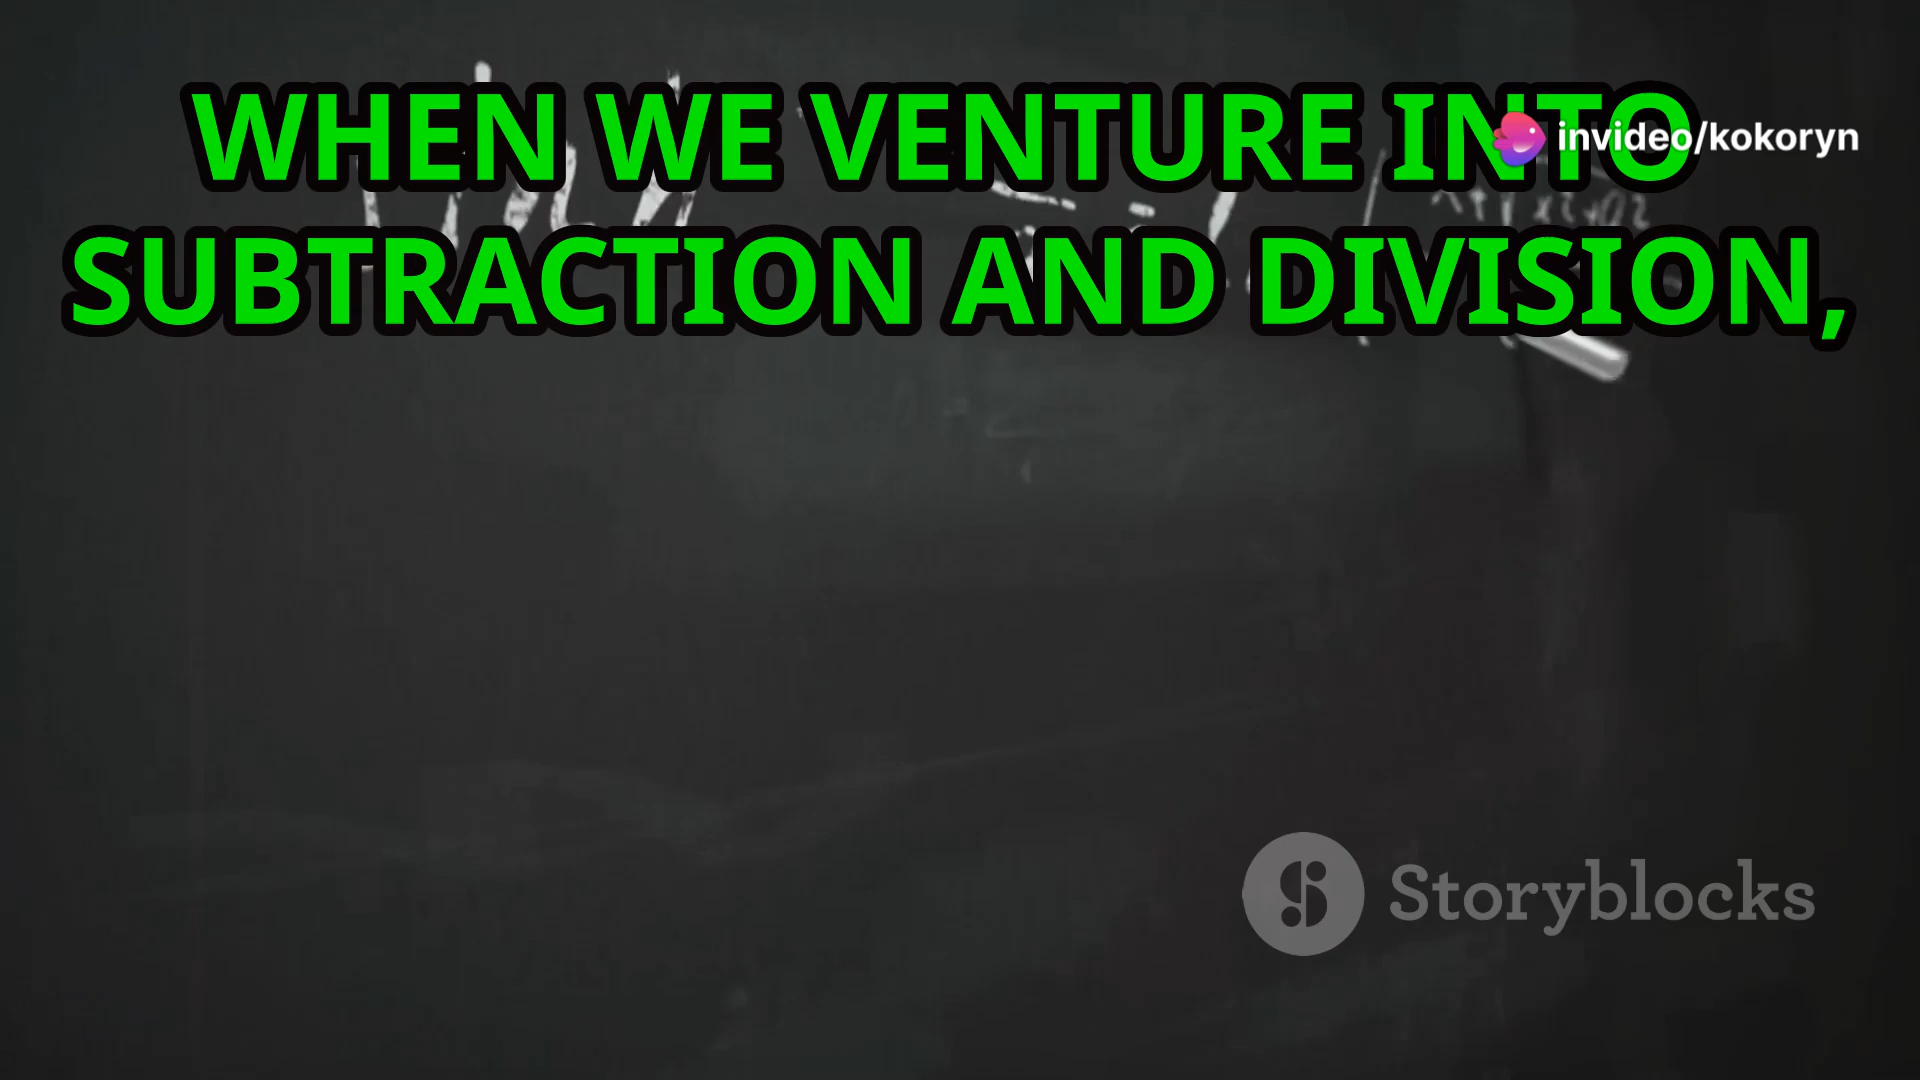 WHEN WE VENTURE INTO
invideo/kokoryn
SUBTRACTION AND DIVISION,
Storyblocks